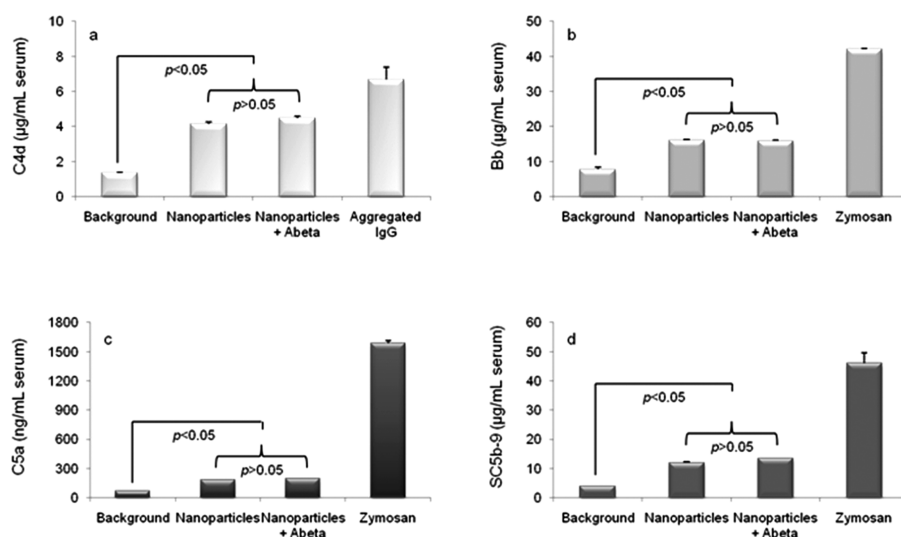 a
C4d (µg/mL serum)
10
8
6
4
2
0
p<0.05
p>0.05
Background
Nanoparticles
Nanoparticles
+ Abeta
Aggregated
IgG
b
Bb (µg/mL serum)
50
40
30
20
10
0
p<0.05
p>0.05
Background
Nanoparticles
Nanoparticles
+ Abeta
Zymosan
c
C5a (ng/mL serum)
1800
1500
1200
900
600
300
0
p<0.05
p>0.05
Background
Nanoparticles
Nanoparticles
+ Abeta
Zymosan
d
SC5b-9 (µg/mL serum)
60
50
40
30
20
10
0
p<0.05
p>0.05
Background
Nanoparticles
Nanoparticles
+ Abeta
Zymosan